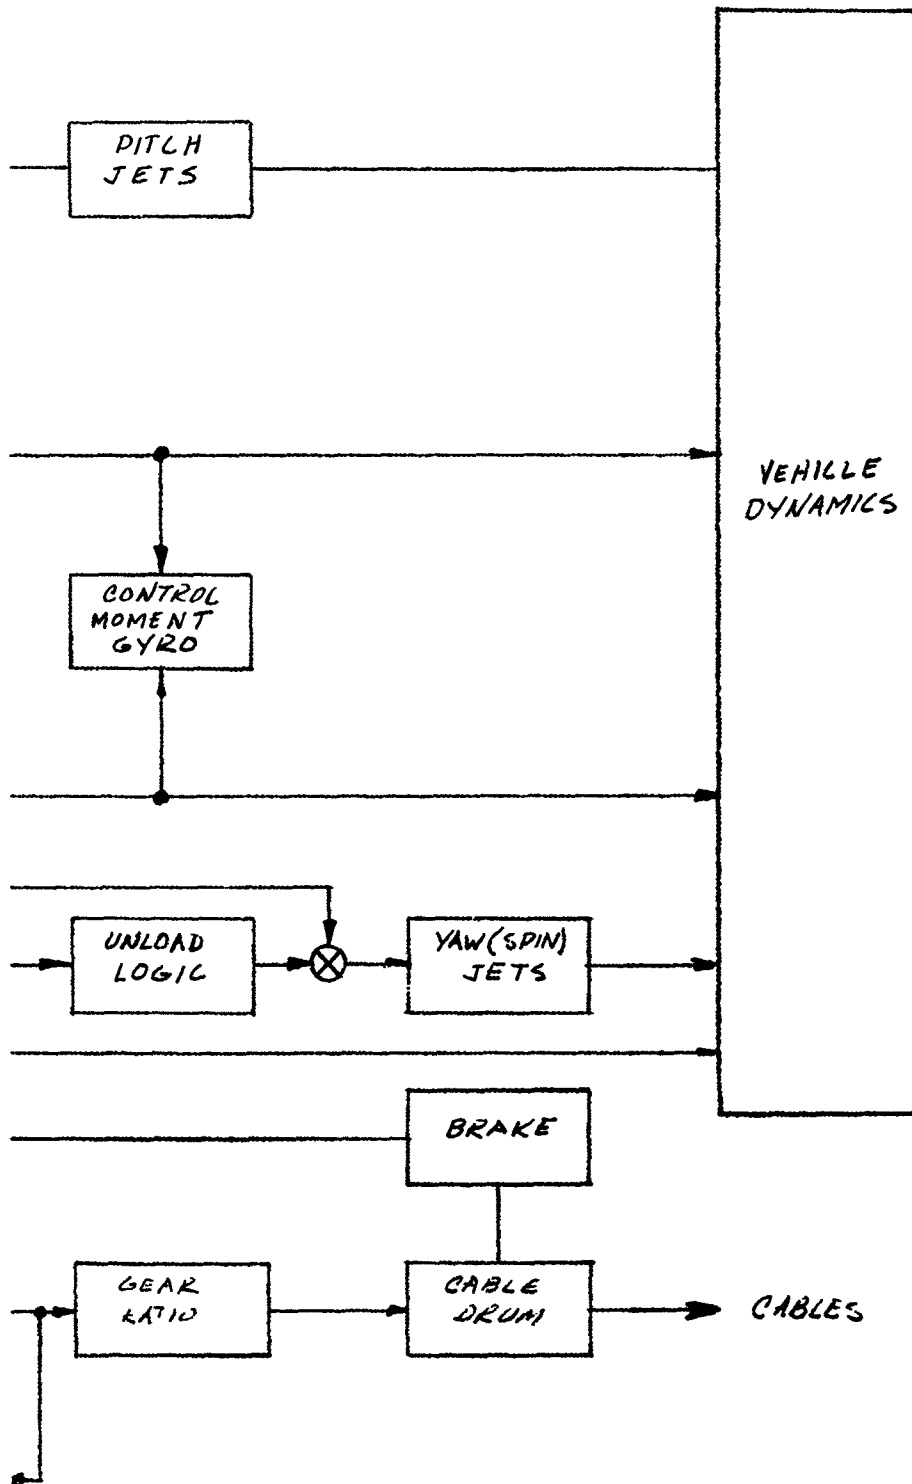 PITCH
JETS
VEHICLE
DYNAMICS
CONTROL
MOMENT
GYRO
UNLOAD
LOGIC
YAW (SPIN)
JETS
BRAKE
GEAR
RATIO
CABLE
DRUM
CABLES